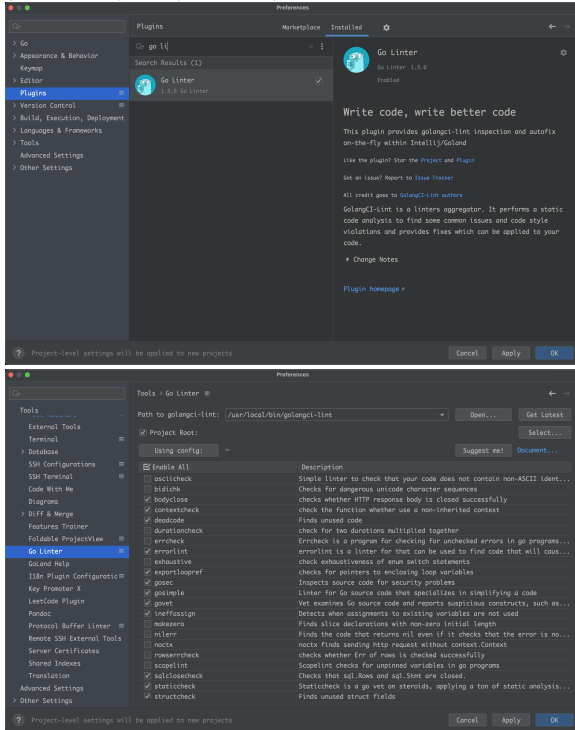 Preferences
Plugins
Marketplace Installed
> Go
> Appearance & Behavior
Keymap
> Editor
Plugins
> Version Control
> Build, Execution, Deployment
> Languages & Frameworks
> Tools
Advanced Settings
> Other Settings
go li
Search Results (1)
Go Linter
1.5.6 Go Linter
Go Linter
Go Linter 1.5.6
Enabled
Write code, write better code
This plugin provides golangci-lint inspection and autofix
on-the-fly within Intellij/Goland
Like the plugin? Star the Project and Plugin
Got an issue? Report to Issue Tracker
All credit goes to GolangCI-Lint authors
GolangCI-Lint is a linters aggregator. It performs a static
code analysis to find some common issues and code style
violations and provides fixes which can be applied to your
code.
Change Notes
Plugin homepage >
? Project-level settings will be applied to new projects
Cancel Apply OK
Preferences
Tools
External Tools
Terminal
> Database
SSH Configurations
SSH Terminal
Code With Me
Diagrams
> Diff & Merge
Features Trainer
Foldable ProjectView
Go Linter
GoLand Help
I18n Plugin Configuratic
Key Promoter X
LeetCode Plugin
Pandoc
Protocol Buffer Linter
Remote SSH External Tools
Server Certificates
Shared Indexes
Translation
Advanced Settings
> Other Settings
Tools > Go Linter
Path to golangci-lint: /usr/local/bin/golangci-lint Open... Get Latest
Project Root: Select...
Using config: >> Suggest me! Document...
Enable All Description
asciicheck Simple linter to check that your code does not contain non-ASCII ident...
bidichk Checks for dangerous unicode character sequences
bodyclose checks whether HTTP response body is closed successfully
contextcheck check the function whether use a non-inherited context
deadcode Finds unused code
durationcheck check for two durations multiplied together
errcheck Errcheck is a program for checking for unchecked errors in go programs...
errorlint errorlint is a linter for that can be used to find code that will caus...
exhaustive check exhaustiveness of enum switch statements
exportloopref checks for pointers to enclosing loop variables
gosec Inspects source code for security problems
gosimple Linter for Go source code that specializes in simplifying a code
govet Vet examines Go source code and reports suspicious constructs, such as...
ineffassign Detects when assignments to existing variables are not used
makezero Finds slice declarations with non-zero initial length
nilerr Finds the code that returns nil even if it checks that the error is no...
noctx noctx finds sending http request without context.Context
rowserrcheck checks whether Err of rows is checked successfully
scopelint Scopelint checks for unpinned variables in go programs
sqlclosecheck Checks that sql.Rows and sql.Stmt are closed.
staticcheck Staticcheck is a go vet on steroids, applying a ton of static analysis...
structcheck Finds unused struct fields
? Project-level settings will be applied to new projects
Cancel Apply OK